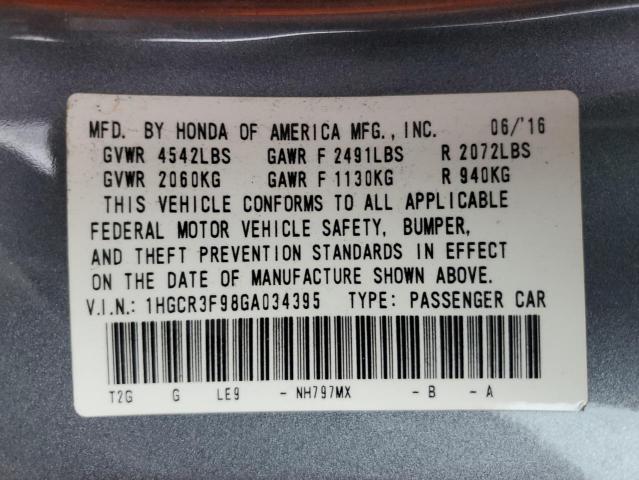 MFD. BY HONDA OF AMERICA MFG., INC. 06/'16
GVWR 4542LBS GAWR F 2491LBS R 2072LBS
GVWR 2060KG GAWR F 1130KG R 940KG
THIS VEHICLE CONFORMS TO ALL APPLICABLE
FEDERAL MOTOR VEHICLE SAFETY, BUMPER,
AND THEFT PREVENTION STANDARDS IN EFFECT
ON THE DATE OF MANUFACTURE SHOWN ABOVE.
V.I.N.: 1HGCR3F98GA034395 TYPE: PASSENGER CAR
T2G G LE9 - NH797MX - B - A